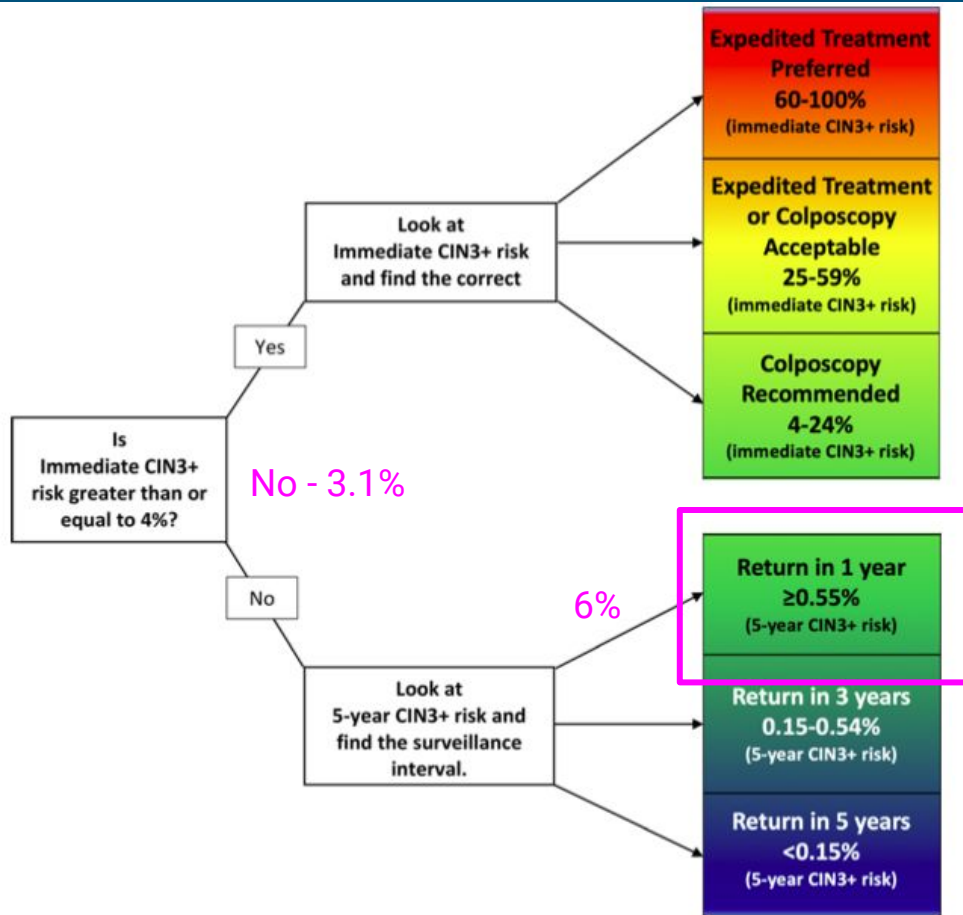 Expedited Treatment
Preferred
60-100%
(immediate CIN3+ risk)
Expedited Treatment
or Colposcopy
Acceptable
25-59%
(immediate CIN3+ risk)
Colposcopy
Recommended
4-24%
(immediate CIN3+ risk)
Look at
Immediate CIN3+ risk
and find the correct
Yes
Is
Immediate CIN3+
risk greater than or
equal to 4%?
No - 3.1%
No
6%
Look at
5-year CIN3+ risk and
find the surveillance
interval.
Return in 1 year
≥0.55%
(5-year CIN3+ risk)
Return in 3 years
0.15-0.54%
(5-year CIN3+ risk)
Return in 5 years
<0.15%
(5-year CIN3+ risk)